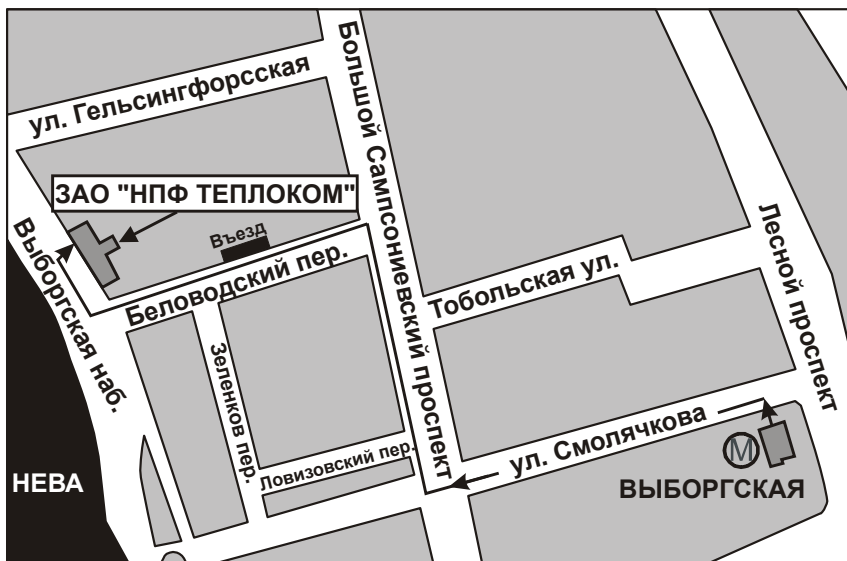 ул. Гельсингфорсская
Большой Сампсониевский проспект
ЗАО "НПФ ТЕПЛОКОМ"
Въезд
Беловодский пер.
Выборгская наб.
Тобольская ул.
Лесной проспект
Зеленков пер.
Ловизовский пер.
ул. Смолячкова
М
ВЫБОРГСКАЯ
НЕВА